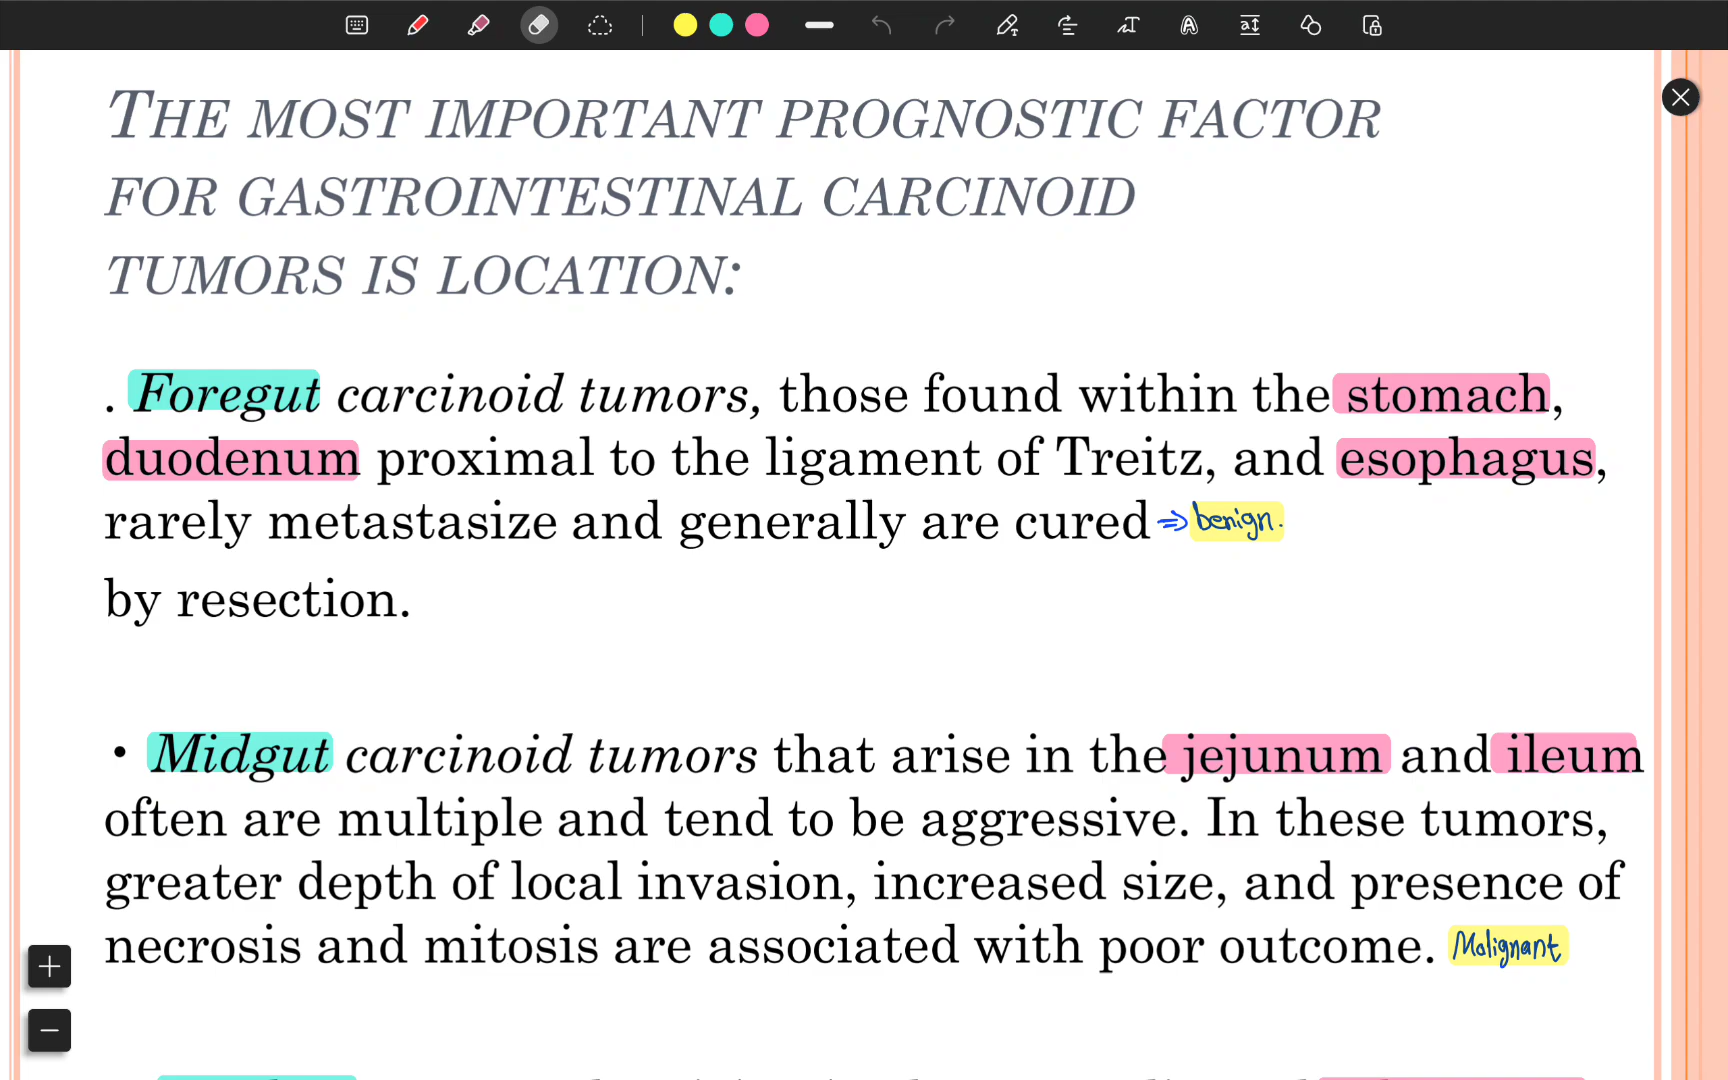 THE MOST IMPORTANT PROGNOSTIC FACTOR
FOR GASTROINTESTINAL CARCINOID
TUMORS IS LOCATION:
. Foregut carcinoid tumors, those found within the stomach,
duodenum proximal to the ligament of Treitz, and esophagus,
rarely metastasize and generally are cured ⇒ benign.
by resection.
• Midgut carcinoid tumors that arise in the jejunum and ileum
often are multiple and tend to be aggressive. In these tumors,
greater depth of local invasion, increased size, and presence of
necrosis and mitosis are associated with poor outcome. Malignant